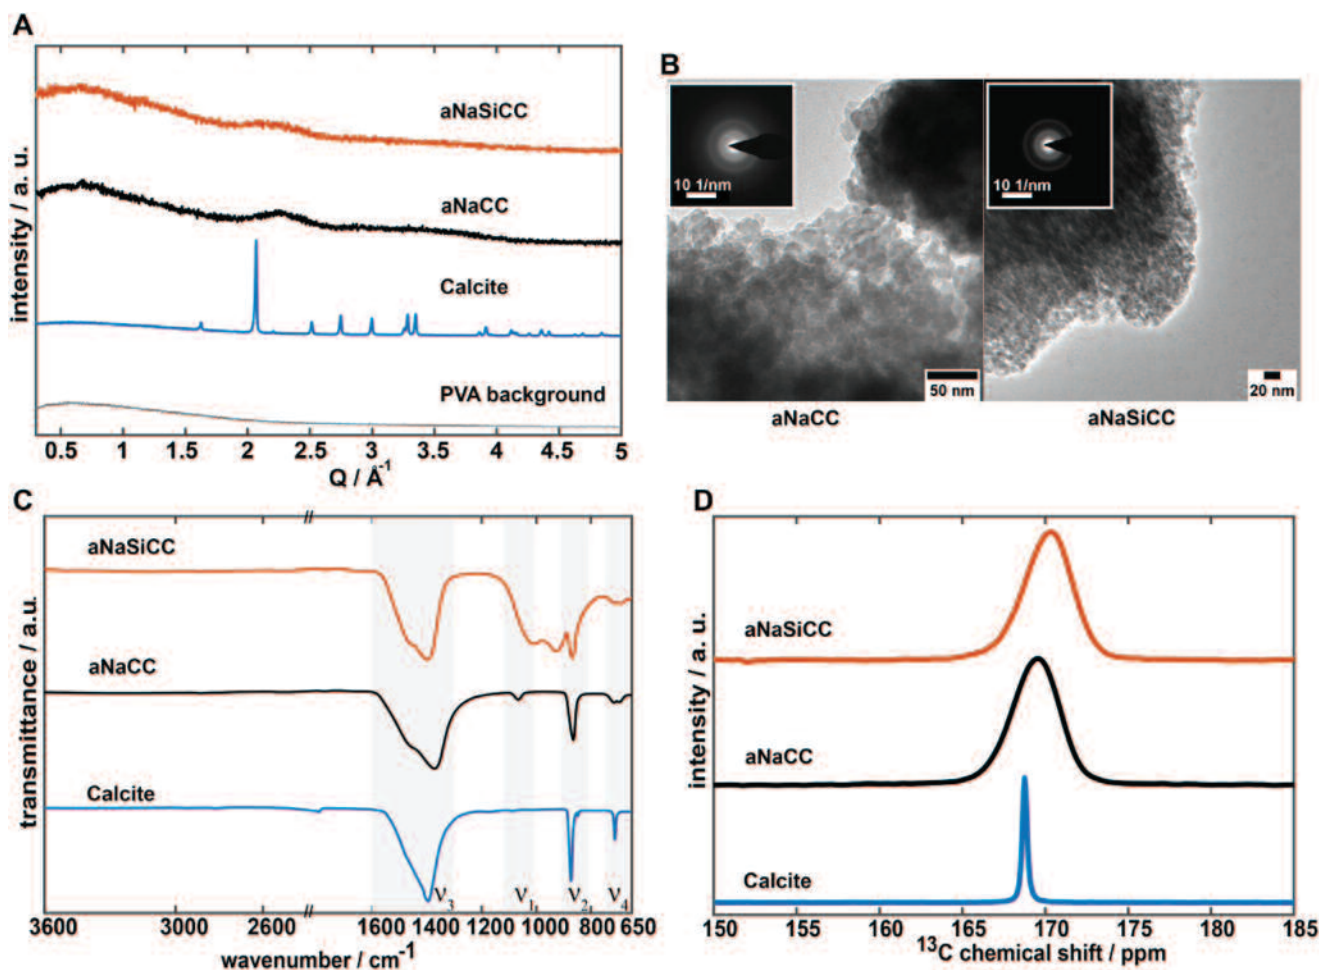 A
aNaSiCC
aNaCC
Calcite
PVA background
intensity / a. u.
0.5 1 1.5 2 2.5 3 3.5 4 4.5 5
Q / Å-1
B
10 1/nm
10 1/nm
50 nm
20 nm
aNaCC
aNaSiCC
C
aNaSiCC
aNaCC
Calcite
transmittance / a.u.
ν3 ν1 ν2 ν4
3600 3000 2600 1600 1400 1200 1000 800 650
wavenumber / cm-1
D
aNaSiCC
aNaCC
Calcite
intensity / a. u.
150 155 160 165 170 175 180 185
13C chemical shift / ppm